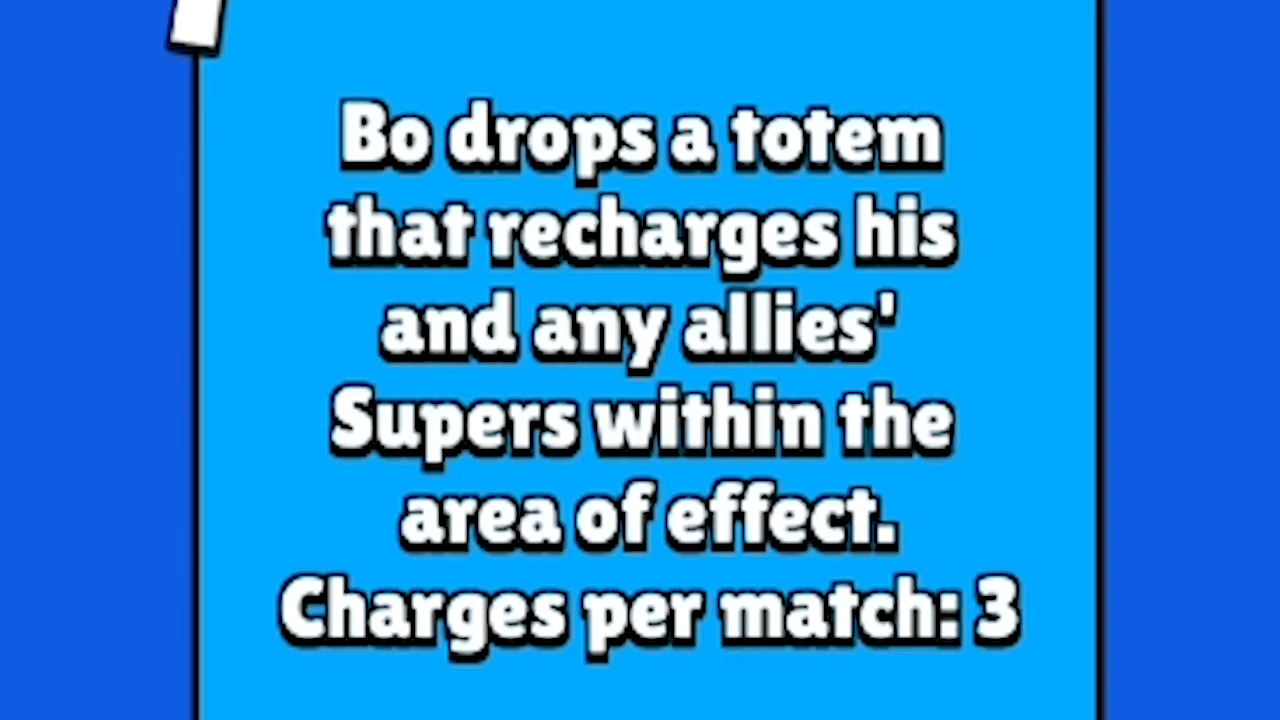 Bo drops a totem
that recharges his
and any allies'
Supers within the
area of effect.
Charges per match: 3